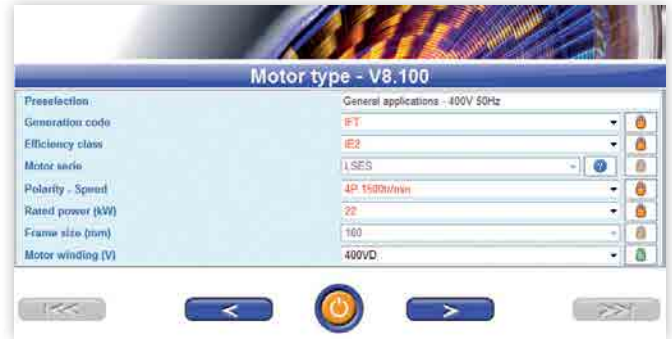 Motor type - V8.100
Preselection General applications - 400V 50Hz
Generation code IFT
Efficiency class IE2
Motor serie LSES
Polarity - Speed 4P 1500tr/min
Rated power (kW) 22
Frame size (mm) 180
Motor winding (V) 400VD
|<< < > >>|